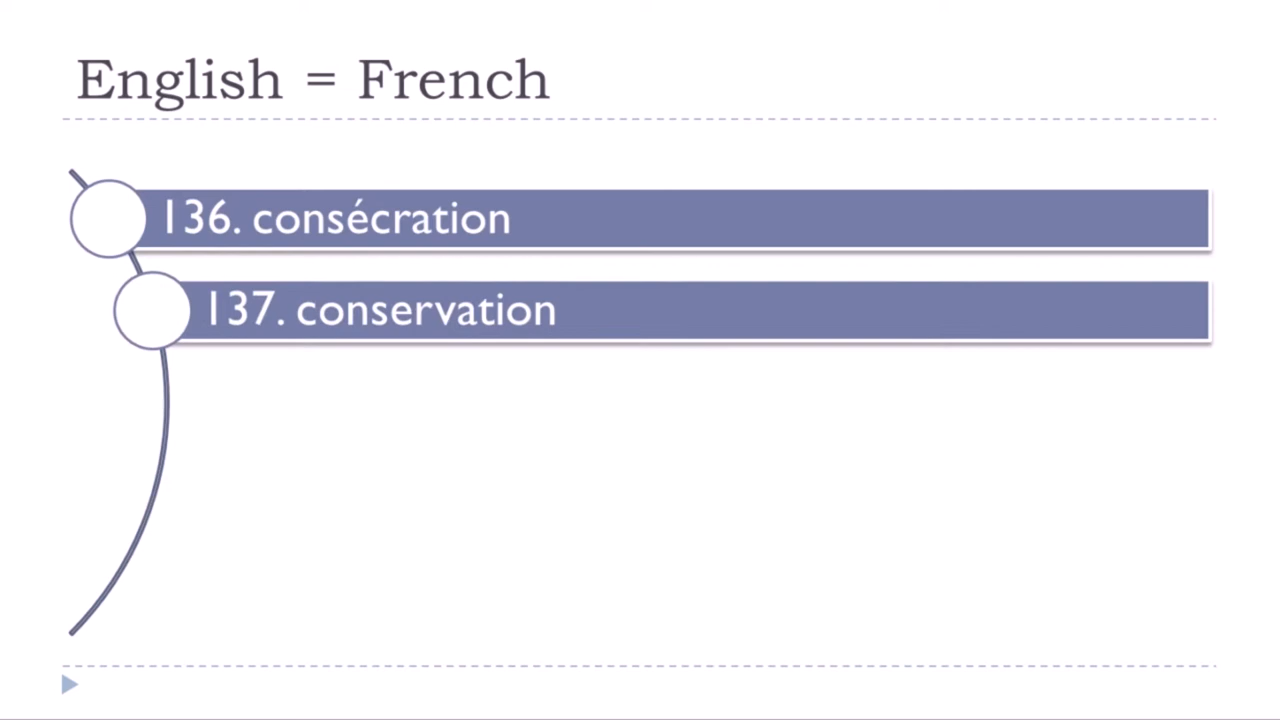 English = French
136. consécration
137. conservation